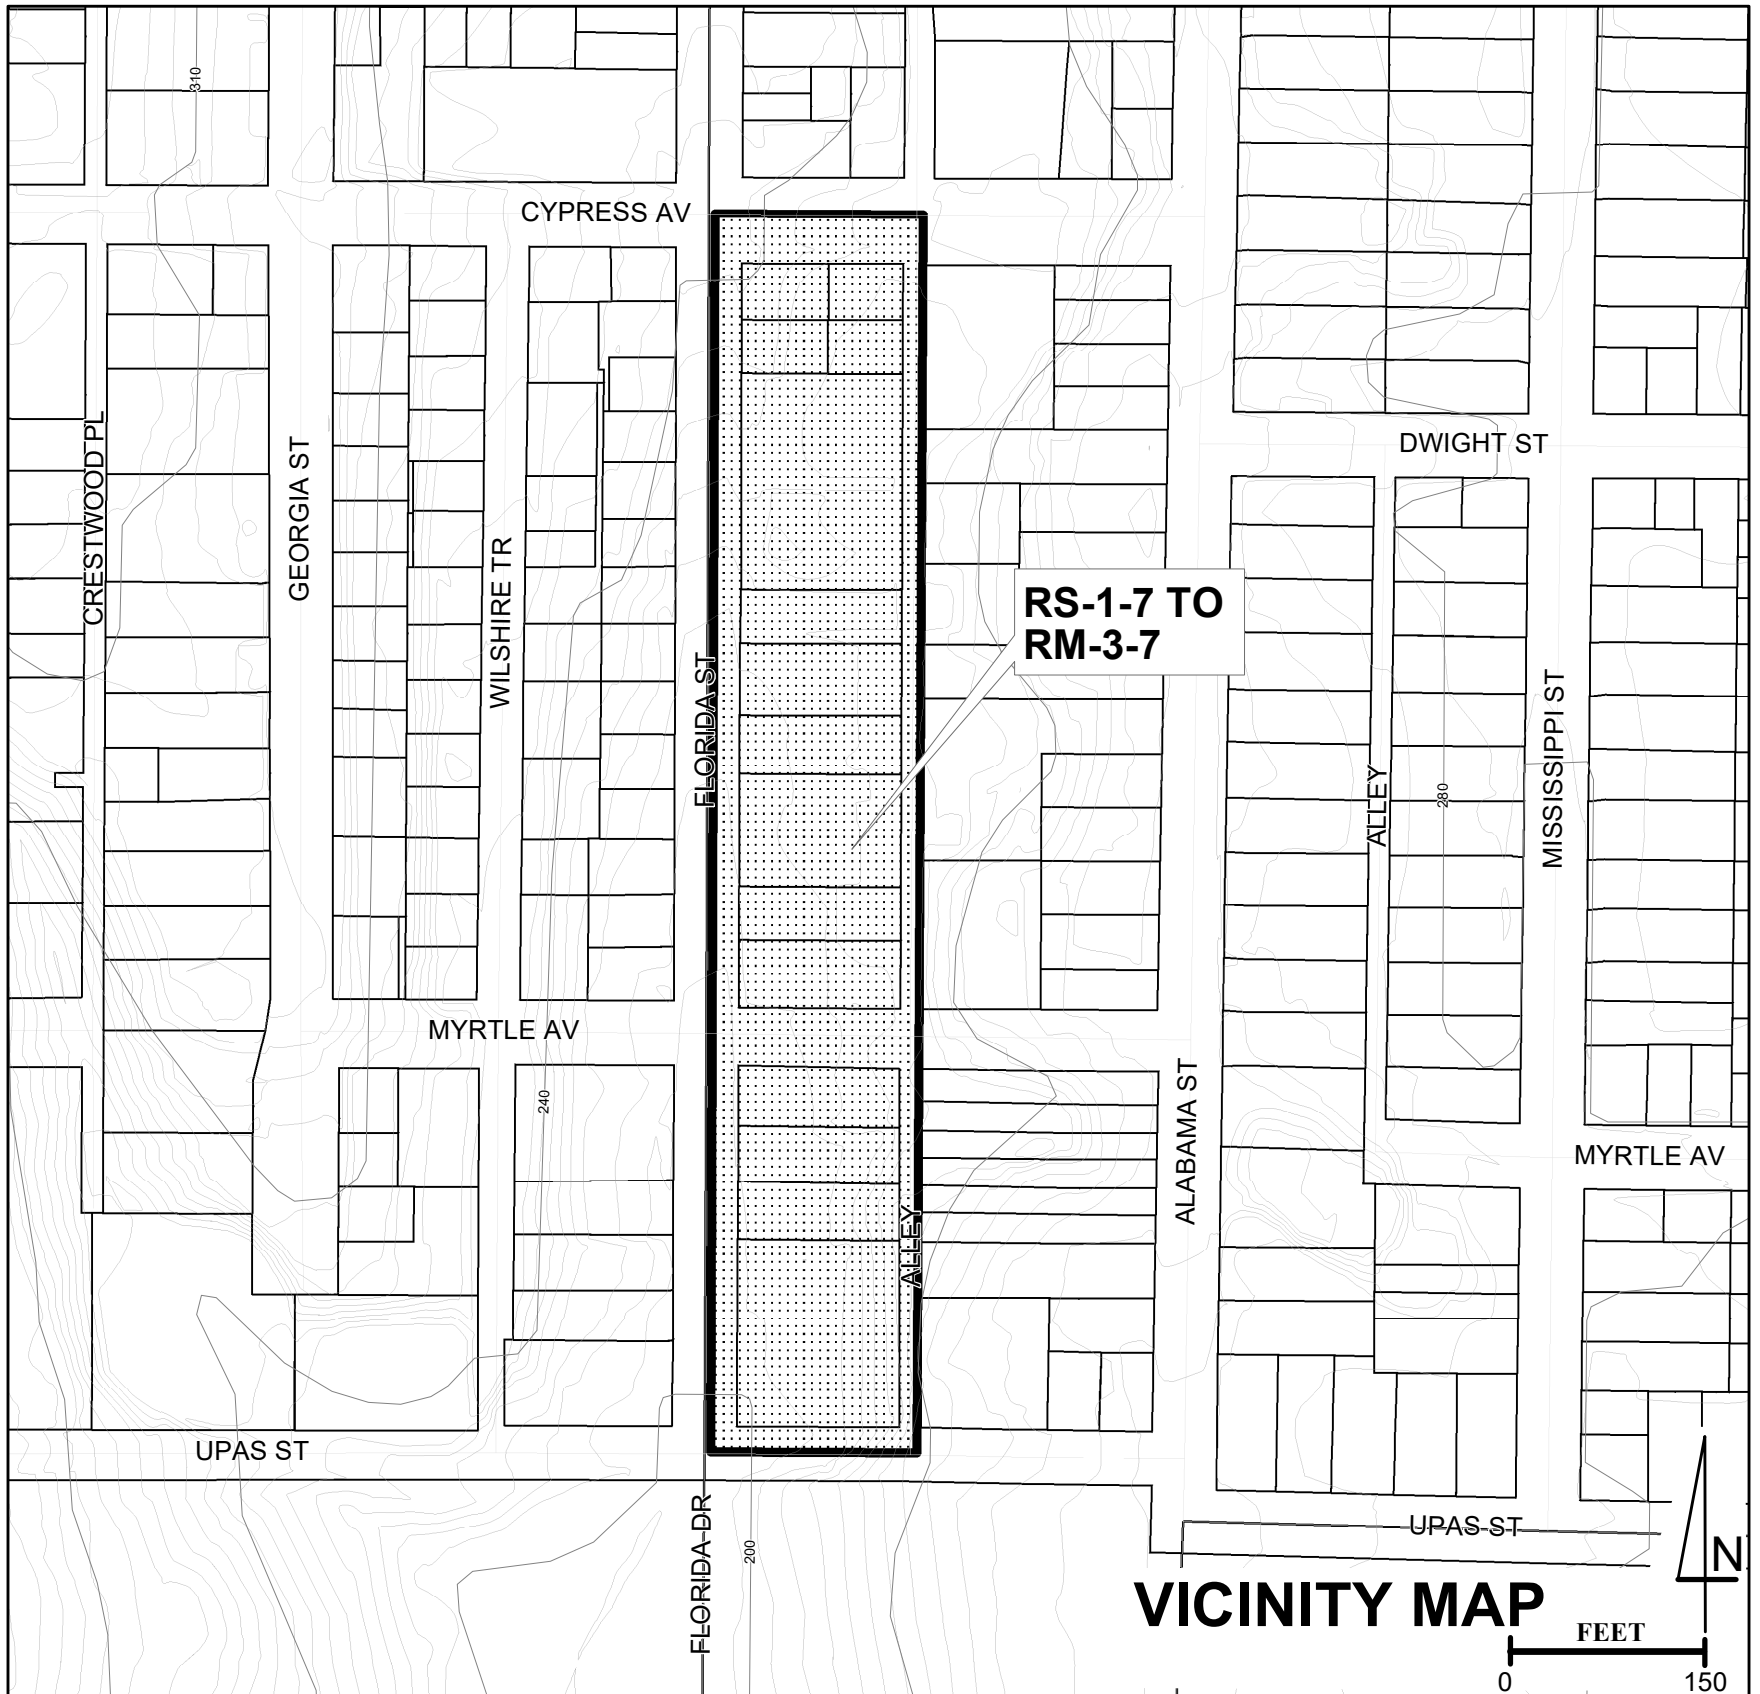 310
CYPRESS AV
CRESTWOOD PL
GEORGIA ST
WILSHIRE TR
FLORIDA ST
DWIGHT ST
RS-1-7 TO
RM-3-7
ALLEY
280
MISSISSIPPI ST
MYRTLE AV
240
ALABAMA ST
MYRTLE AV
ALLEY
UPAS ST
FLORIDA DR
200
UPAS ST
N
VICINITY MAP
FEET
0 150